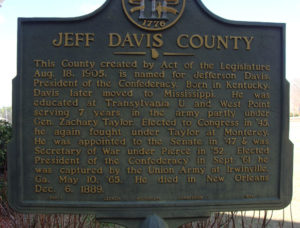 1776
JEFF DAVIS COUNTY
This County created by Act of the Legislature
Aug. 18, 1905, is named for Jefferson Davis,
President of the Confederacy. Born in Kentucky,
Davis later moved to Mississippi. He was
educated at Transylvania U. and West Point
serving 7 years in the army partly under
Gen. Zachary Taylor. Elected to Congress in '45,
he again fought under Taylor at Monterey.
He was appointed to the Senate in '47 & was
Secretary of War under Pierce in '52. Elected
President of the Confederacy in Sept '61 he
was captured by the Union Army at Irwinville,
Ga. May 10, '65. He died in New Orleans
Dec. 6, 1889.